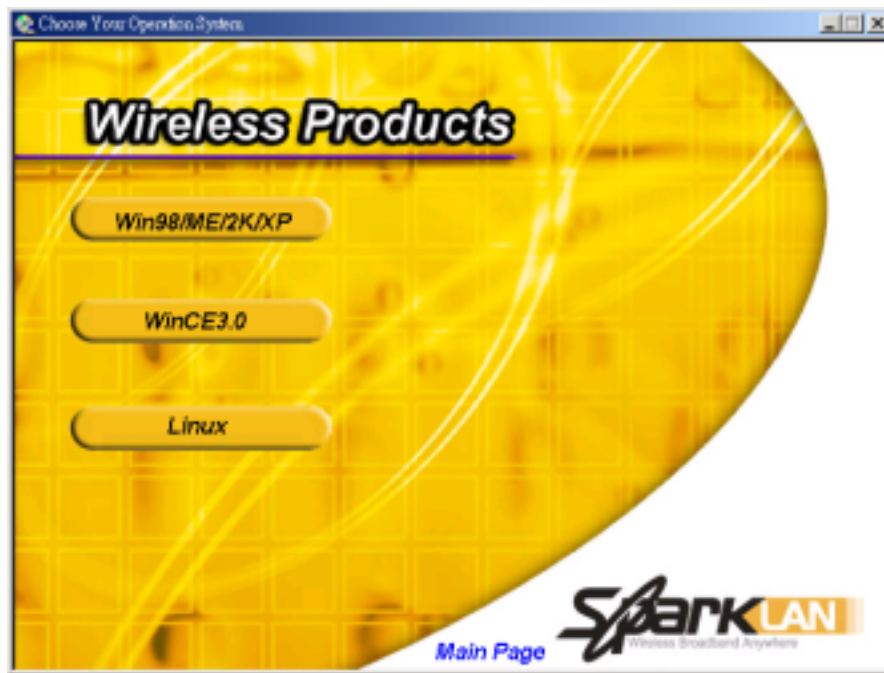 Choose Your Operation System
Wireless Products
Win98/ME/2K/XP
WinCE3.0
Linux
Main Page
SparkLAN
Wireless Broadband Anywhere